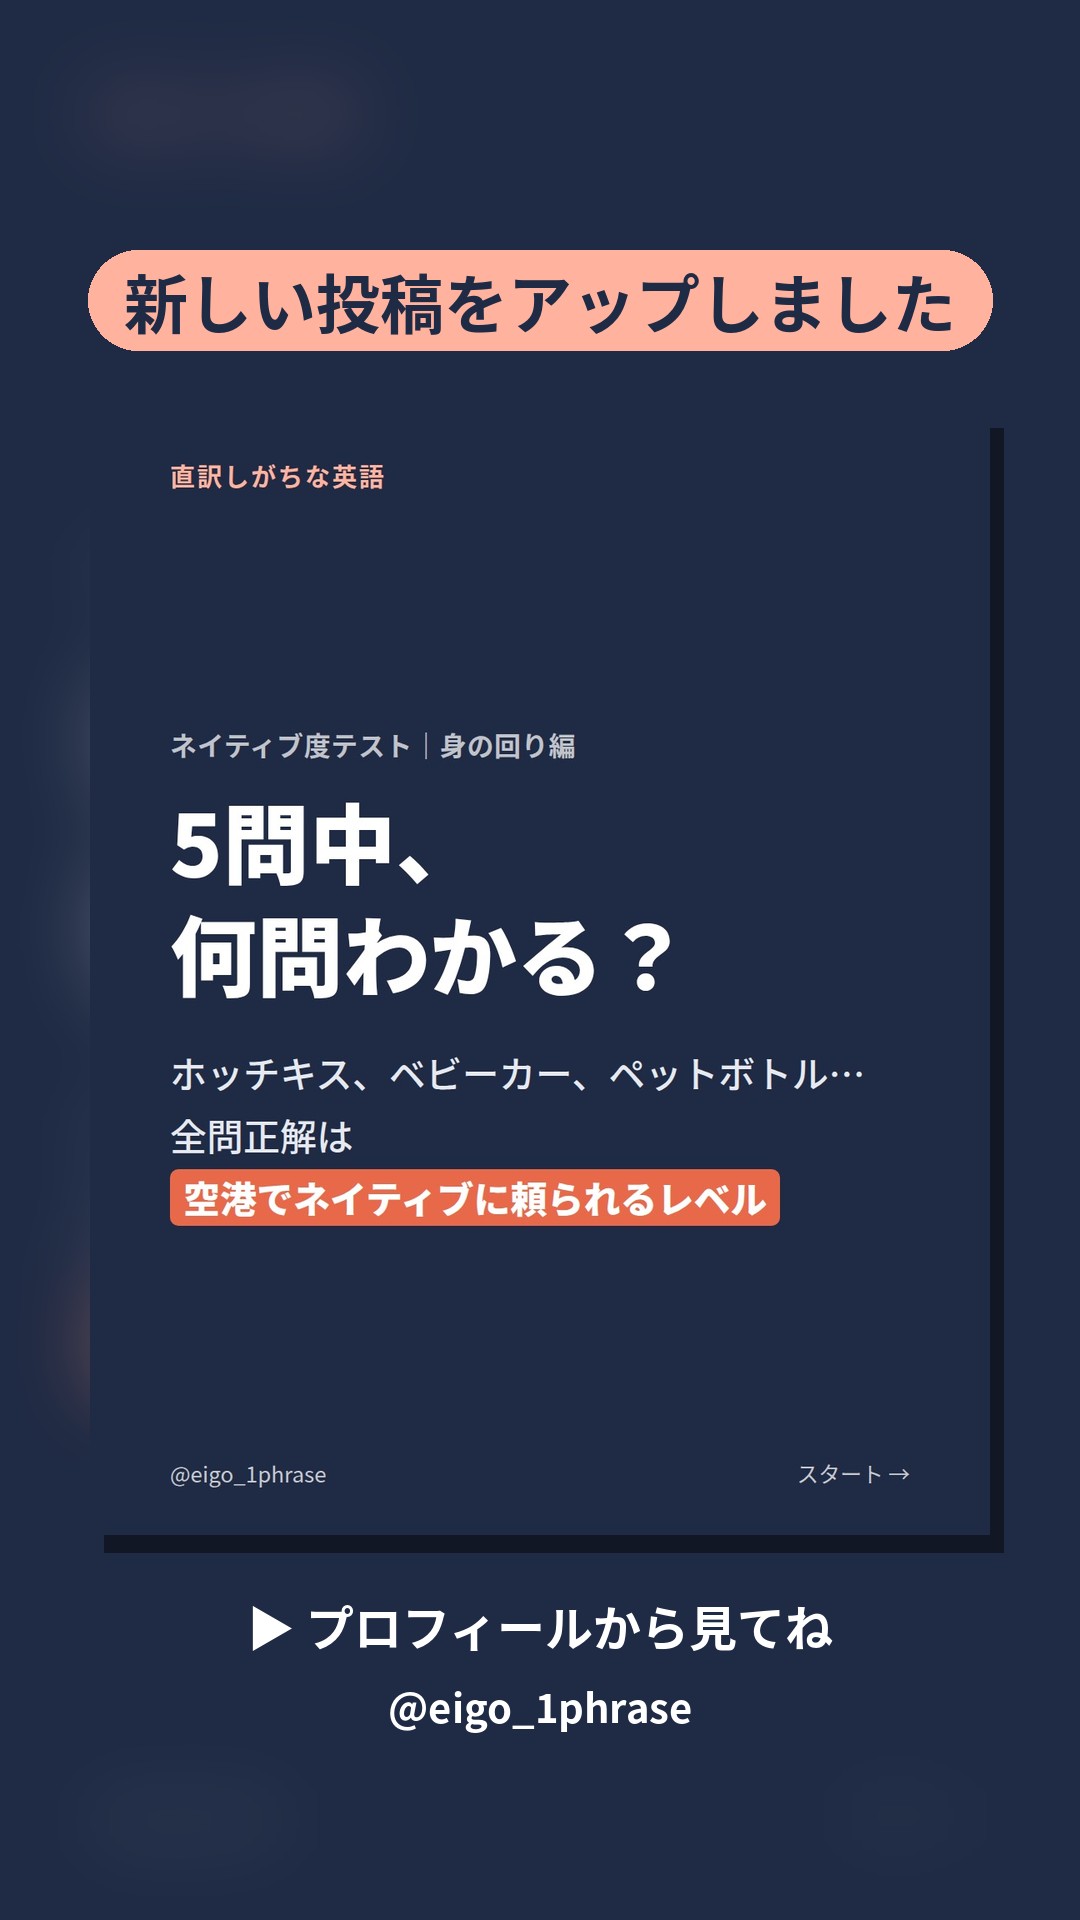 新しい投稿をアップしました
直訳しがちな英語
ネイティブ度テスト｜身の回り編
5問中、
何問わかる？
ホッチキス、ベビーカー、ペットボトル…
全問正解は
空港でネイティブに頼られるレベル
@eigo_1phrase
スタート →
▶ プロフィールから見てね
@eigo_1phrase